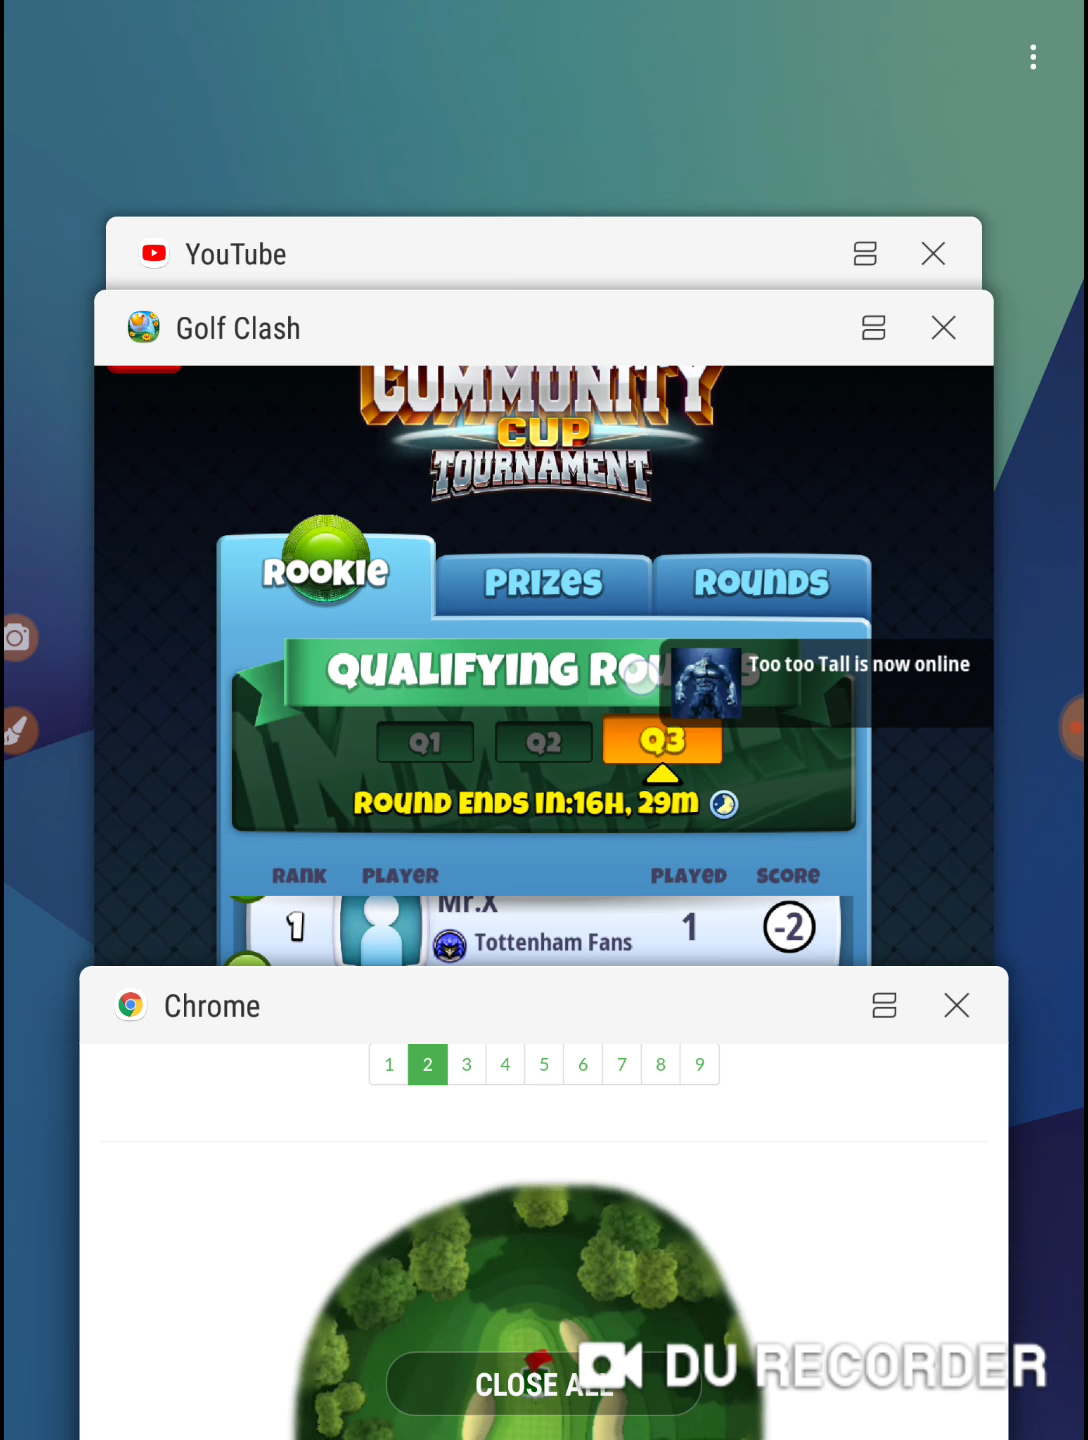 YouTube
Golf Clash
COMMUNITY
CUP
TOURNAMENT
ROOKIE
PRIZES
ROUNDS
QUALIFYING
Too too Tall is now online
Q1
Q2
Q3
ROUND ENDS IN:16H, 29M
RANK PLAYER PLAYED SCORE
Mr.X
1
Tottenham Fans
1
-2
Chrome
1 2 3 4 5 6 7 8 9
CLOSE ALL
DU RECORDER